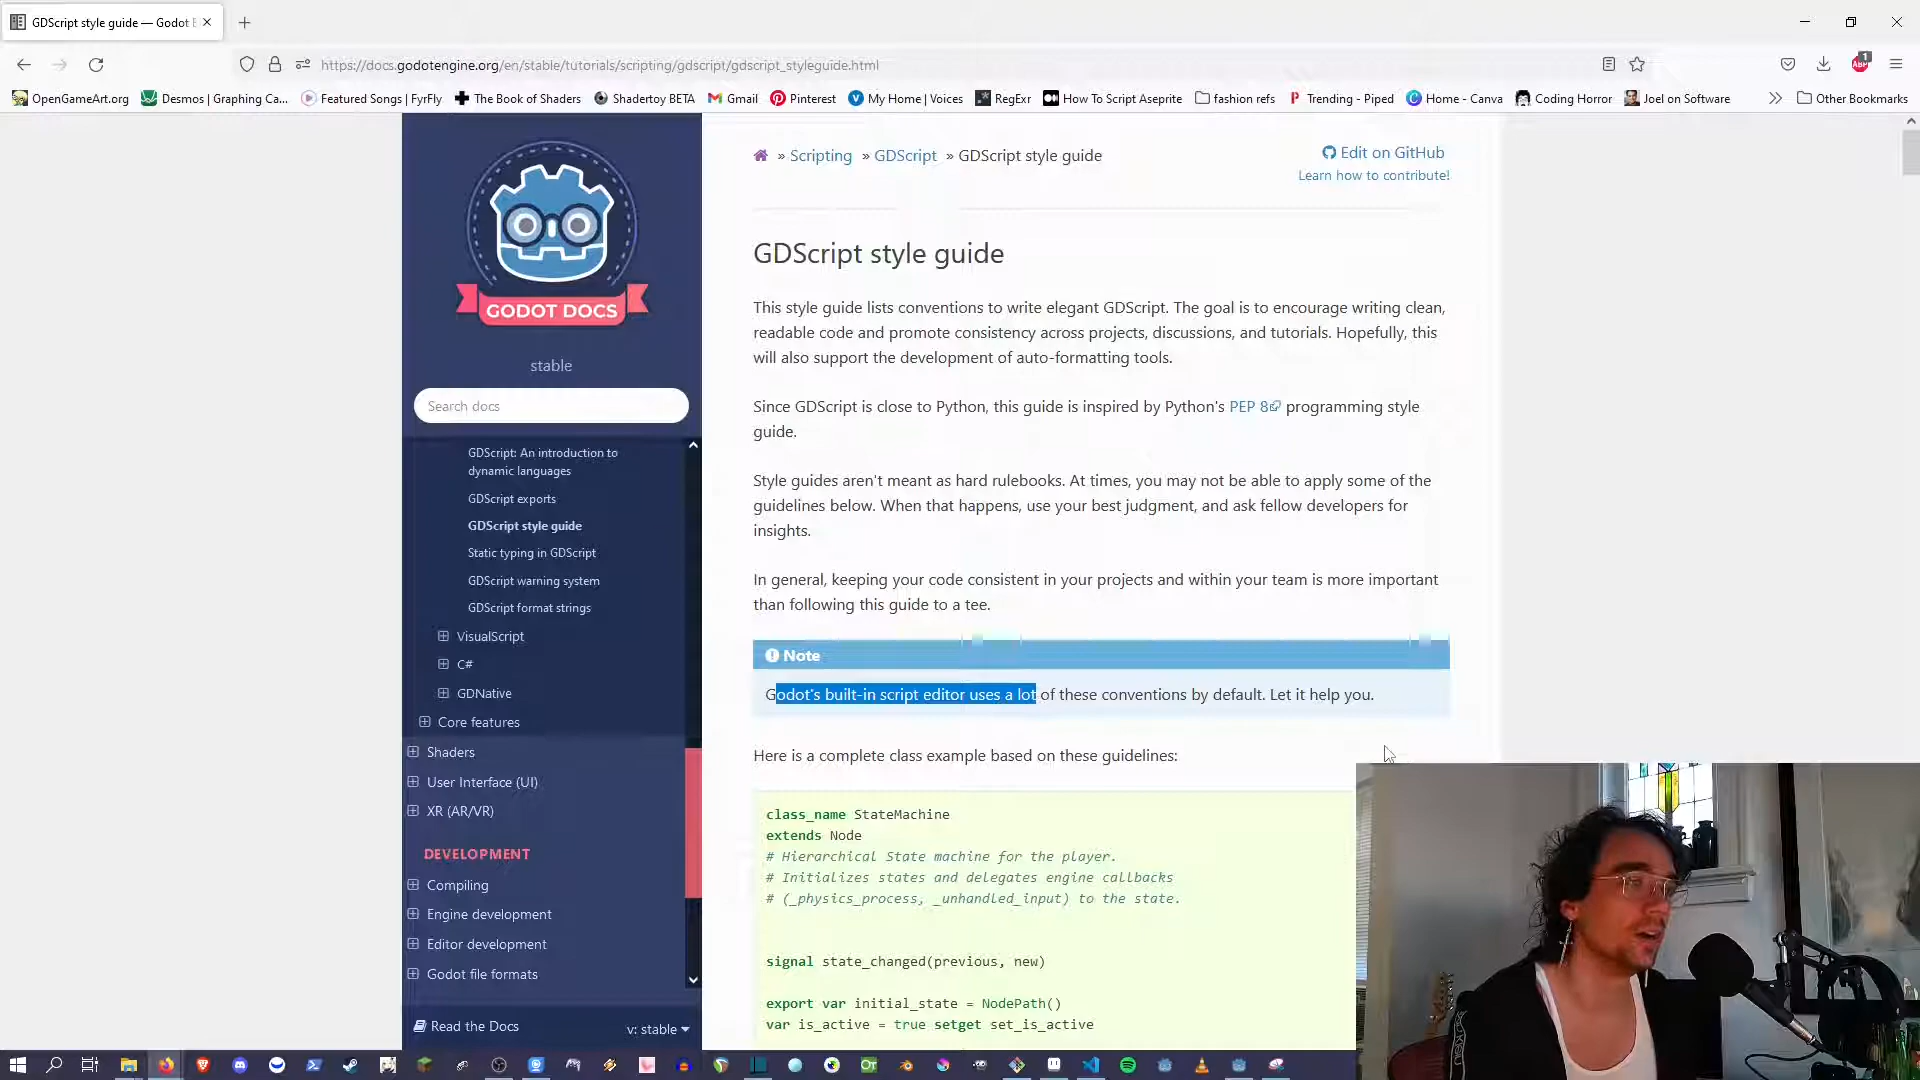 GDScript style guide — Godot E
https://docs.godotengine.org/en/stable/tutorials/scripting/gdscript/gdscript_styleguide.html
OpenGameArt.org
Desmos | Graphing Ca...
Featured Songs | FyrFly
The Book of Shaders
Shadertoy BETA
Gmail
Pinterest
My Home | Voices
RegExr
How To Script Aseprite
fashion refs
Trending - Piped
Home - Canva
Coding Horror
Joel on Software
Other Bookmarks
GODOT DOCS
stable
Search docs
GDScript: An introduction to
dynamic languages
GDScript exports
GDScript style guide
Static typing in GDScript
GDScript warning system
GDScript format strings
VisualScript
C#
GDNative
Core features
Shaders
User Interface (UI)
XR (AR/VR)
DEVELOPMENT
Compiling
Engine development
Editor development
Godot file formats
Read the Docs
v: stable
» Scripting » GDScript » GDScript style guide
Edit on GitHub
Learn how to contribute!
GDScript style guide
This style guide lists conventions to write elegant GDScript. The goal is to encourage writing clean,
readable code and promote consistency across projects, discussions, and tutorials. Hopefully, this
will also support the development of auto-formatting tools.
Since GDScript is close to Python, this guide is inspired by Python's PEP 8 programming style
guide.
Style guides aren't meant as hard rulebooks. At times, you may not be able to apply some of the
guidelines below. When that happens, use your best judgment, and ask fellow developers for
insights.
In general, keeping your code consistent in your projects and within your team is more important
than following this guide to a tee.
Note
Godot's built-in script editor uses a lot of these conventions by default. Let it help you.
Here is a complete class example based on these guidelines:
class_name StateMachine
extends Node
# Hierarchical State machine for the player.
# Initializes states and delegates engine callbacks
# (_physics_process, _unhandled_input) to the state.
signal state_changed(previous, new)
export var initial_state = NodePath()
var is_active = true setget set_is_active